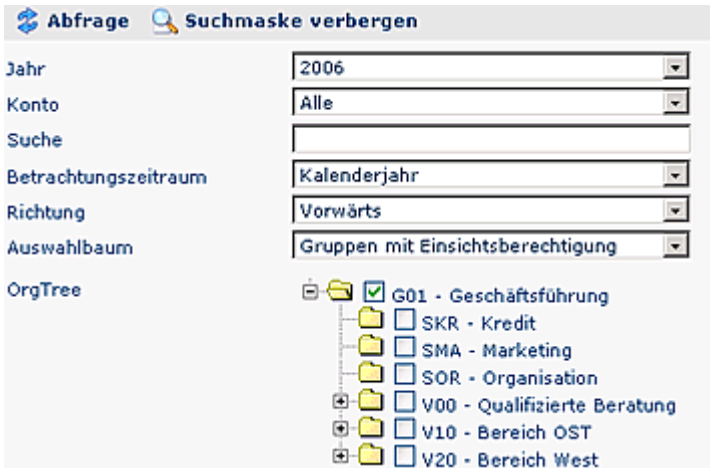 Abfrage Suchmaske verbergen
Jahr 2006
Konto Alle
Suche
Betrachtungszeitraum Kalenderjahr
Richtung Vorwärts
Auswahlbaum Gruppen mit Einsichtsberechtigung
OrgTree G01 - Geschäftsführung
SKR - Kredit
SMA - Marketing
SOR - Organisation
V00 - Qualifizierte Beratung
V10 - Bereich OST
V20 - Bereich West